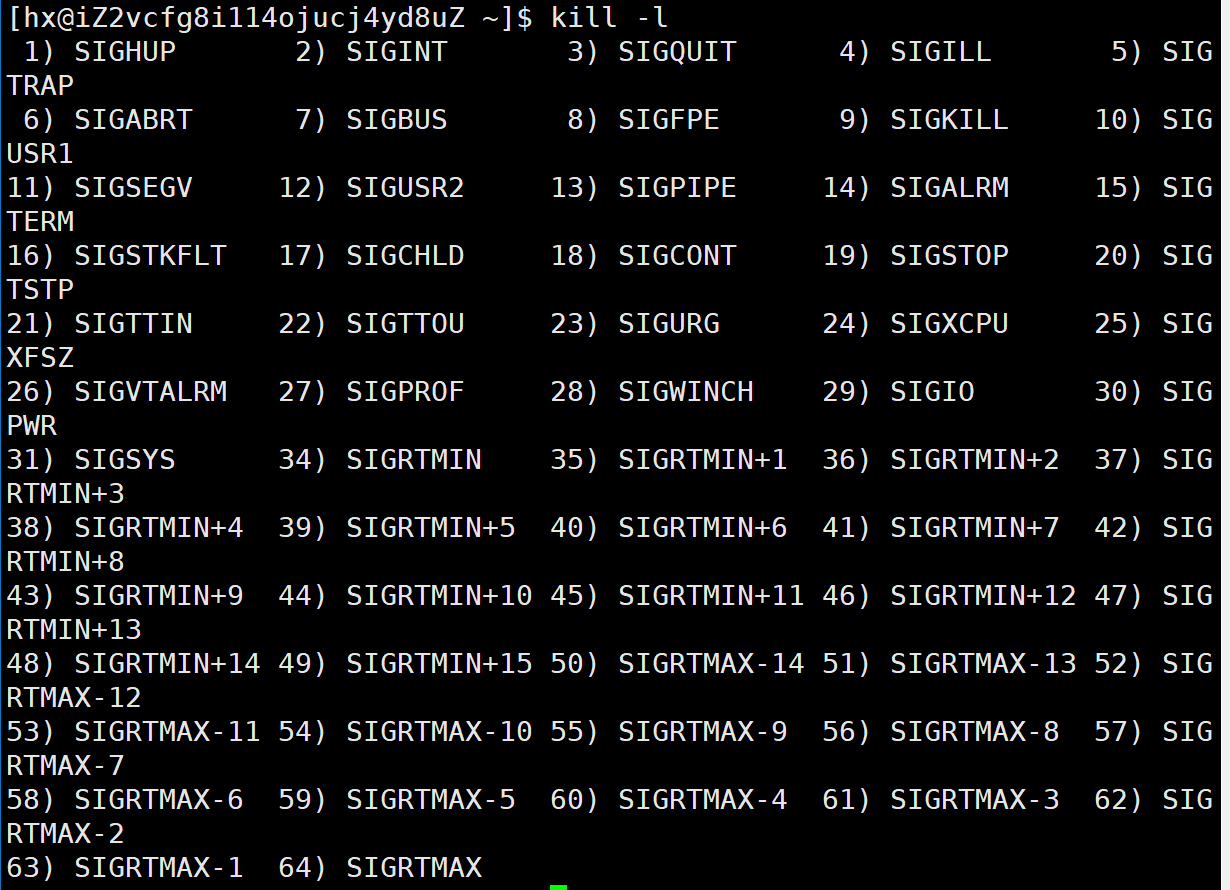 [hx@iZ2vcfg8i114ojucj4yd8uZ ~]$ kill -l
 1) SIGHUP       2) SIGINT       3) SIGQUIT      4) SIGILL       5) SIG
TRAP
 6) SIGABRT      7) SIGBUS       8) SIGFPE       9) SIGKILL     10) SIG
USR1
11) SIGSEGV     12) SIGUSR2     13) SIGPIPE     14) SIGALRM     15) SIG
TERM
16) SIGSTKFLT   17) SIGCHLD     18) SIGCONT     19) SIGSTOP     20) SIG
TSTP
21) SIGTTIN     22) SIGTTOU     23) SIGURG      24) SIGXCPU     25) SIG
XFSZ
26) SIGVTALRM   27) SIGPROF     28) SIGWINCH    29) SIGIO       30) SIG
PWR
31) SIGSYS      34) SIGRTMIN    35) SIGRTMIN+1  36) SIGRTMIN+2  37) SIG
RTMIN+3
38) SIGRTMIN+4  39) SIGRTMIN+5  40) SIGRTMIN+6  41) SIGRTMIN+7  42) SIG
RTMIN+8
43) SIGRTMIN+9  44) SIGRTMIN+10 45) SIGRTMIN+11 46) SIGRTMIN+12 47) SIG
RTMIN+13
48) SIGRTMIN+14 49) SIGRTMIN+15 50) SIGRTMAX-14 51) SIGRTMAX-13 52) SIG
RTMAX-12
53) SIGRTMAX-11 54) SIGRTMAX-10 55) SIGRTMAX-9  56) SIGRTMAX-8  57) SIG
RTMAX-7
58) SIGRTMAX-6  59) SIGRTMAX-5  60) SIGRTMAX-4  61) SIGRTMAX-3  62) SIG
RTMAX-2
63) SIGRTMAX-1  64) SIGRTMAX